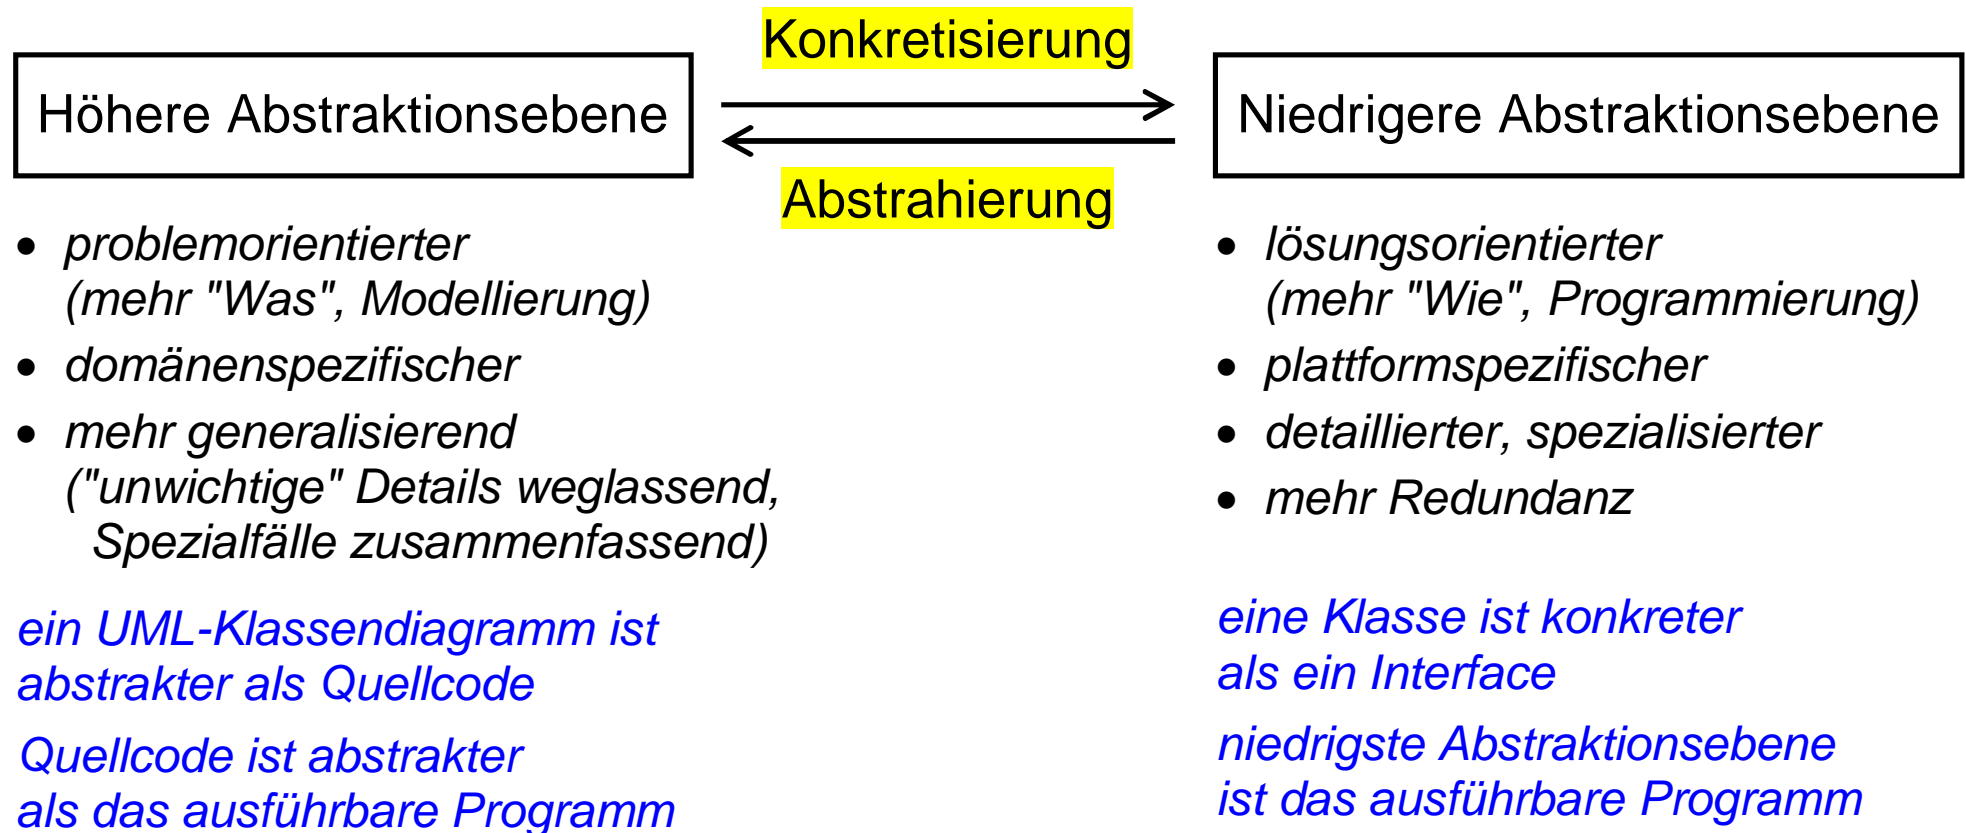 Konkretisierung
Höhere Abstraktionsebene
Niedrigere Abstraktionsebene
Abstrahierung
• problemorientierter
(mehr "Was", Modellierung)
• domänenspezifischer
• mehr generalisierend
("unwichtige" Details weglassend,
Spezialfälle zusammenfassend)
ein UML-Klassendiagramm ist
abstrakter als Quellcode
Quellcode ist abstrakter
als das ausführbare Programm
• lösungsorientierter
(mehr "Wie", Programmierung)
• plattformspezifischer
• detaillierter, spezialisierter
• mehr Redundanz
eine Klasse ist konkreter
als ein Interface
niedrigste Abstraktionsebene
ist das ausführbare Programm